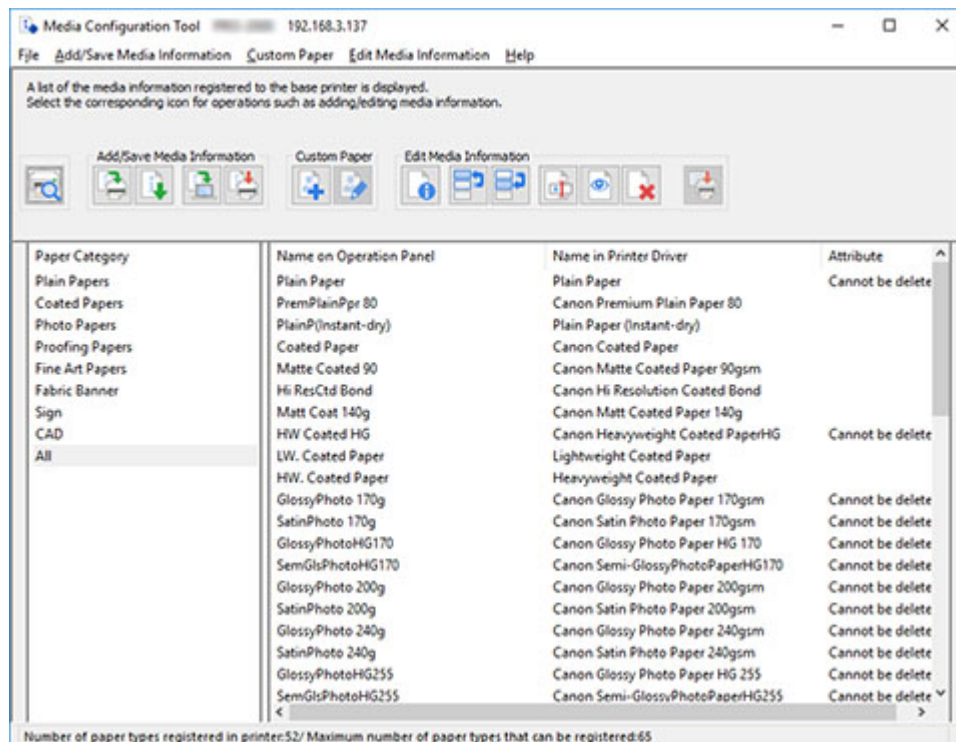 Media Configuration Tool 192.168.3.137
File Add/Save Media Information Custom Paper Edit Media Information Help
A list of the media information registered to the base printer is displayed.
Select the corresponding icon for operations such as adding/editing media information.
Add/Save Media Information Custom Paper Edit Media Information
Paper Category Name on Operation Panel Name in Printer Driver Attribute
Plain Papers Plain Paper Plain Paper Cannot be delete
Coated Papers PremPlainPpr 80 Canon Premium Plain Paper 80
Photo Papers PlainP(Instant-dry) Plain Paper (Instant-dry)
Proofing Papers Coated Paper Canon Coated Paper
Fine Art Papers Matte Coated 90 Canon Matte Coated Paper 90gsm
Fabric Banner Hi ResCtd Bond Canon Hi Resolution Coated Bond
Sign Matt Coat 140g Canon Matt Coated Paper 140g
CAD HW Coated HG Canon Heavyweight Coated PaperHG Cannot be delete
All LW. Coated Paper Lightweight Coated Paper
HW. Coated Paper Heavyweight Coated Paper
GlossyPhoto 170g Canon Glossy Photo Paper 170gsm Cannot be delete
SatinPhoto 170g Canon Satin Photo Paper 170gsm Cannot be delete
GlossyPhotoHG170 Canon Glossy Photo Paper HG 170 Cannot be delete
SemGlsPhotoHG170 Canon Semi-GlossyPhotoPaperHG170 Cannot be delete
GlossyPhoto 200g Canon Glossy Photo Paper 200gsm Cannot be delete
SatinPhoto 200g Canon Satin Photo Paper 200gsm Cannot be delete
GlossyPhoto 240g Canon Glossy Photo Paper 240gsm Cannot be delete
SatinPhoto 240g Canon Satin Photo Paper 240gsm Cannot be delete
GlossyPhotoHG255 Canon Glossy Photo Paper HG 255 Cannot be delete
SemGlsPhotoHG255 Canon Semi-GlossyPhotoPaperHG255 Cannot be delete
Number of paper types registered in printer:52/ Maximum number of paper types that can be registered:65